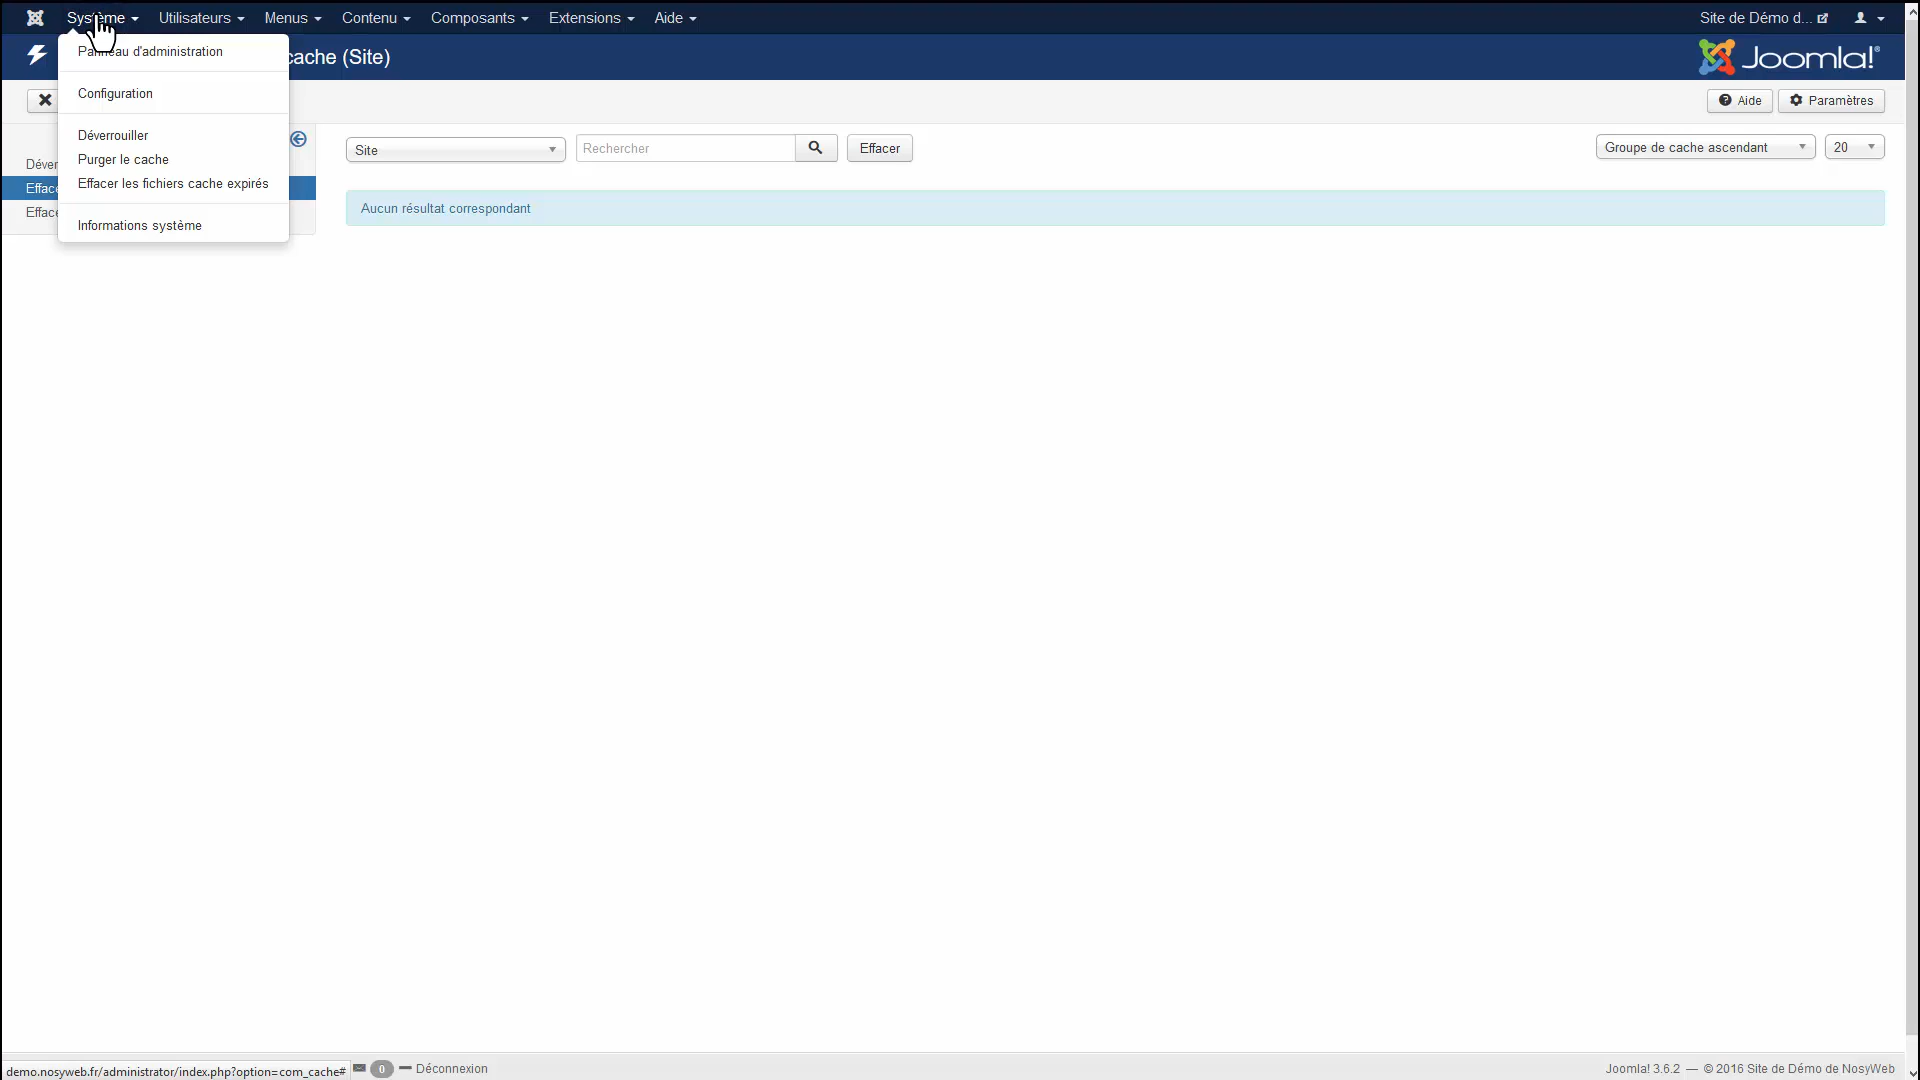 Système Utilisateurs Menus Contenu Composants Extensions Aide Site de Démo d...
Panneau d'administration
cache (Site)
Joomla!®
Configuration
Aide Paramètres
Déverrouiller
Site Rechercher Effacer Groupe de cache ascendant 20
Purger le cache
Déver
Effacer les fichiers cache expirés
Efface
Aucun résultat correspondant
Efface
Informations système
demo.nosyweb.fr/administrator/index.php?option=com_cache# 0 Déconnexion Joomla! 3.6.2 — © 2016 Site de Démo de NosyWeb